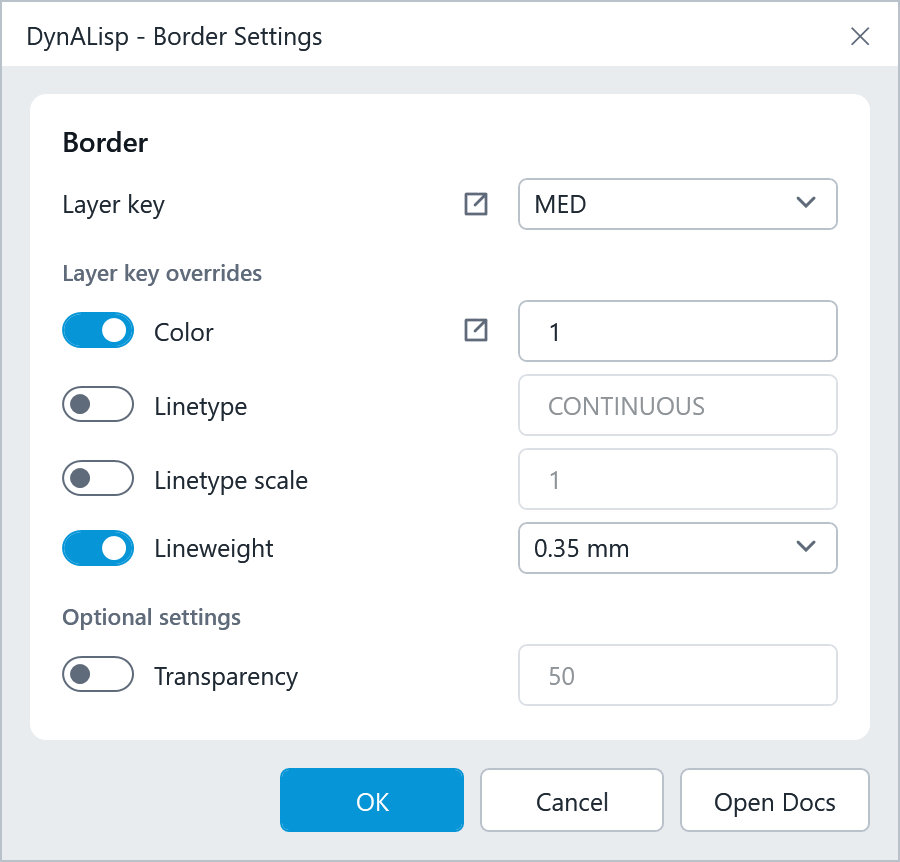 DynALisp - Border Settings
Border
Layer key MED
Layer key overrides
Color 1
Linetype CONTINUOUS
Linetype scale 1
Lineweight 0.35 mm
Optional settings
Transparency 50
OK Cancel Open Docs